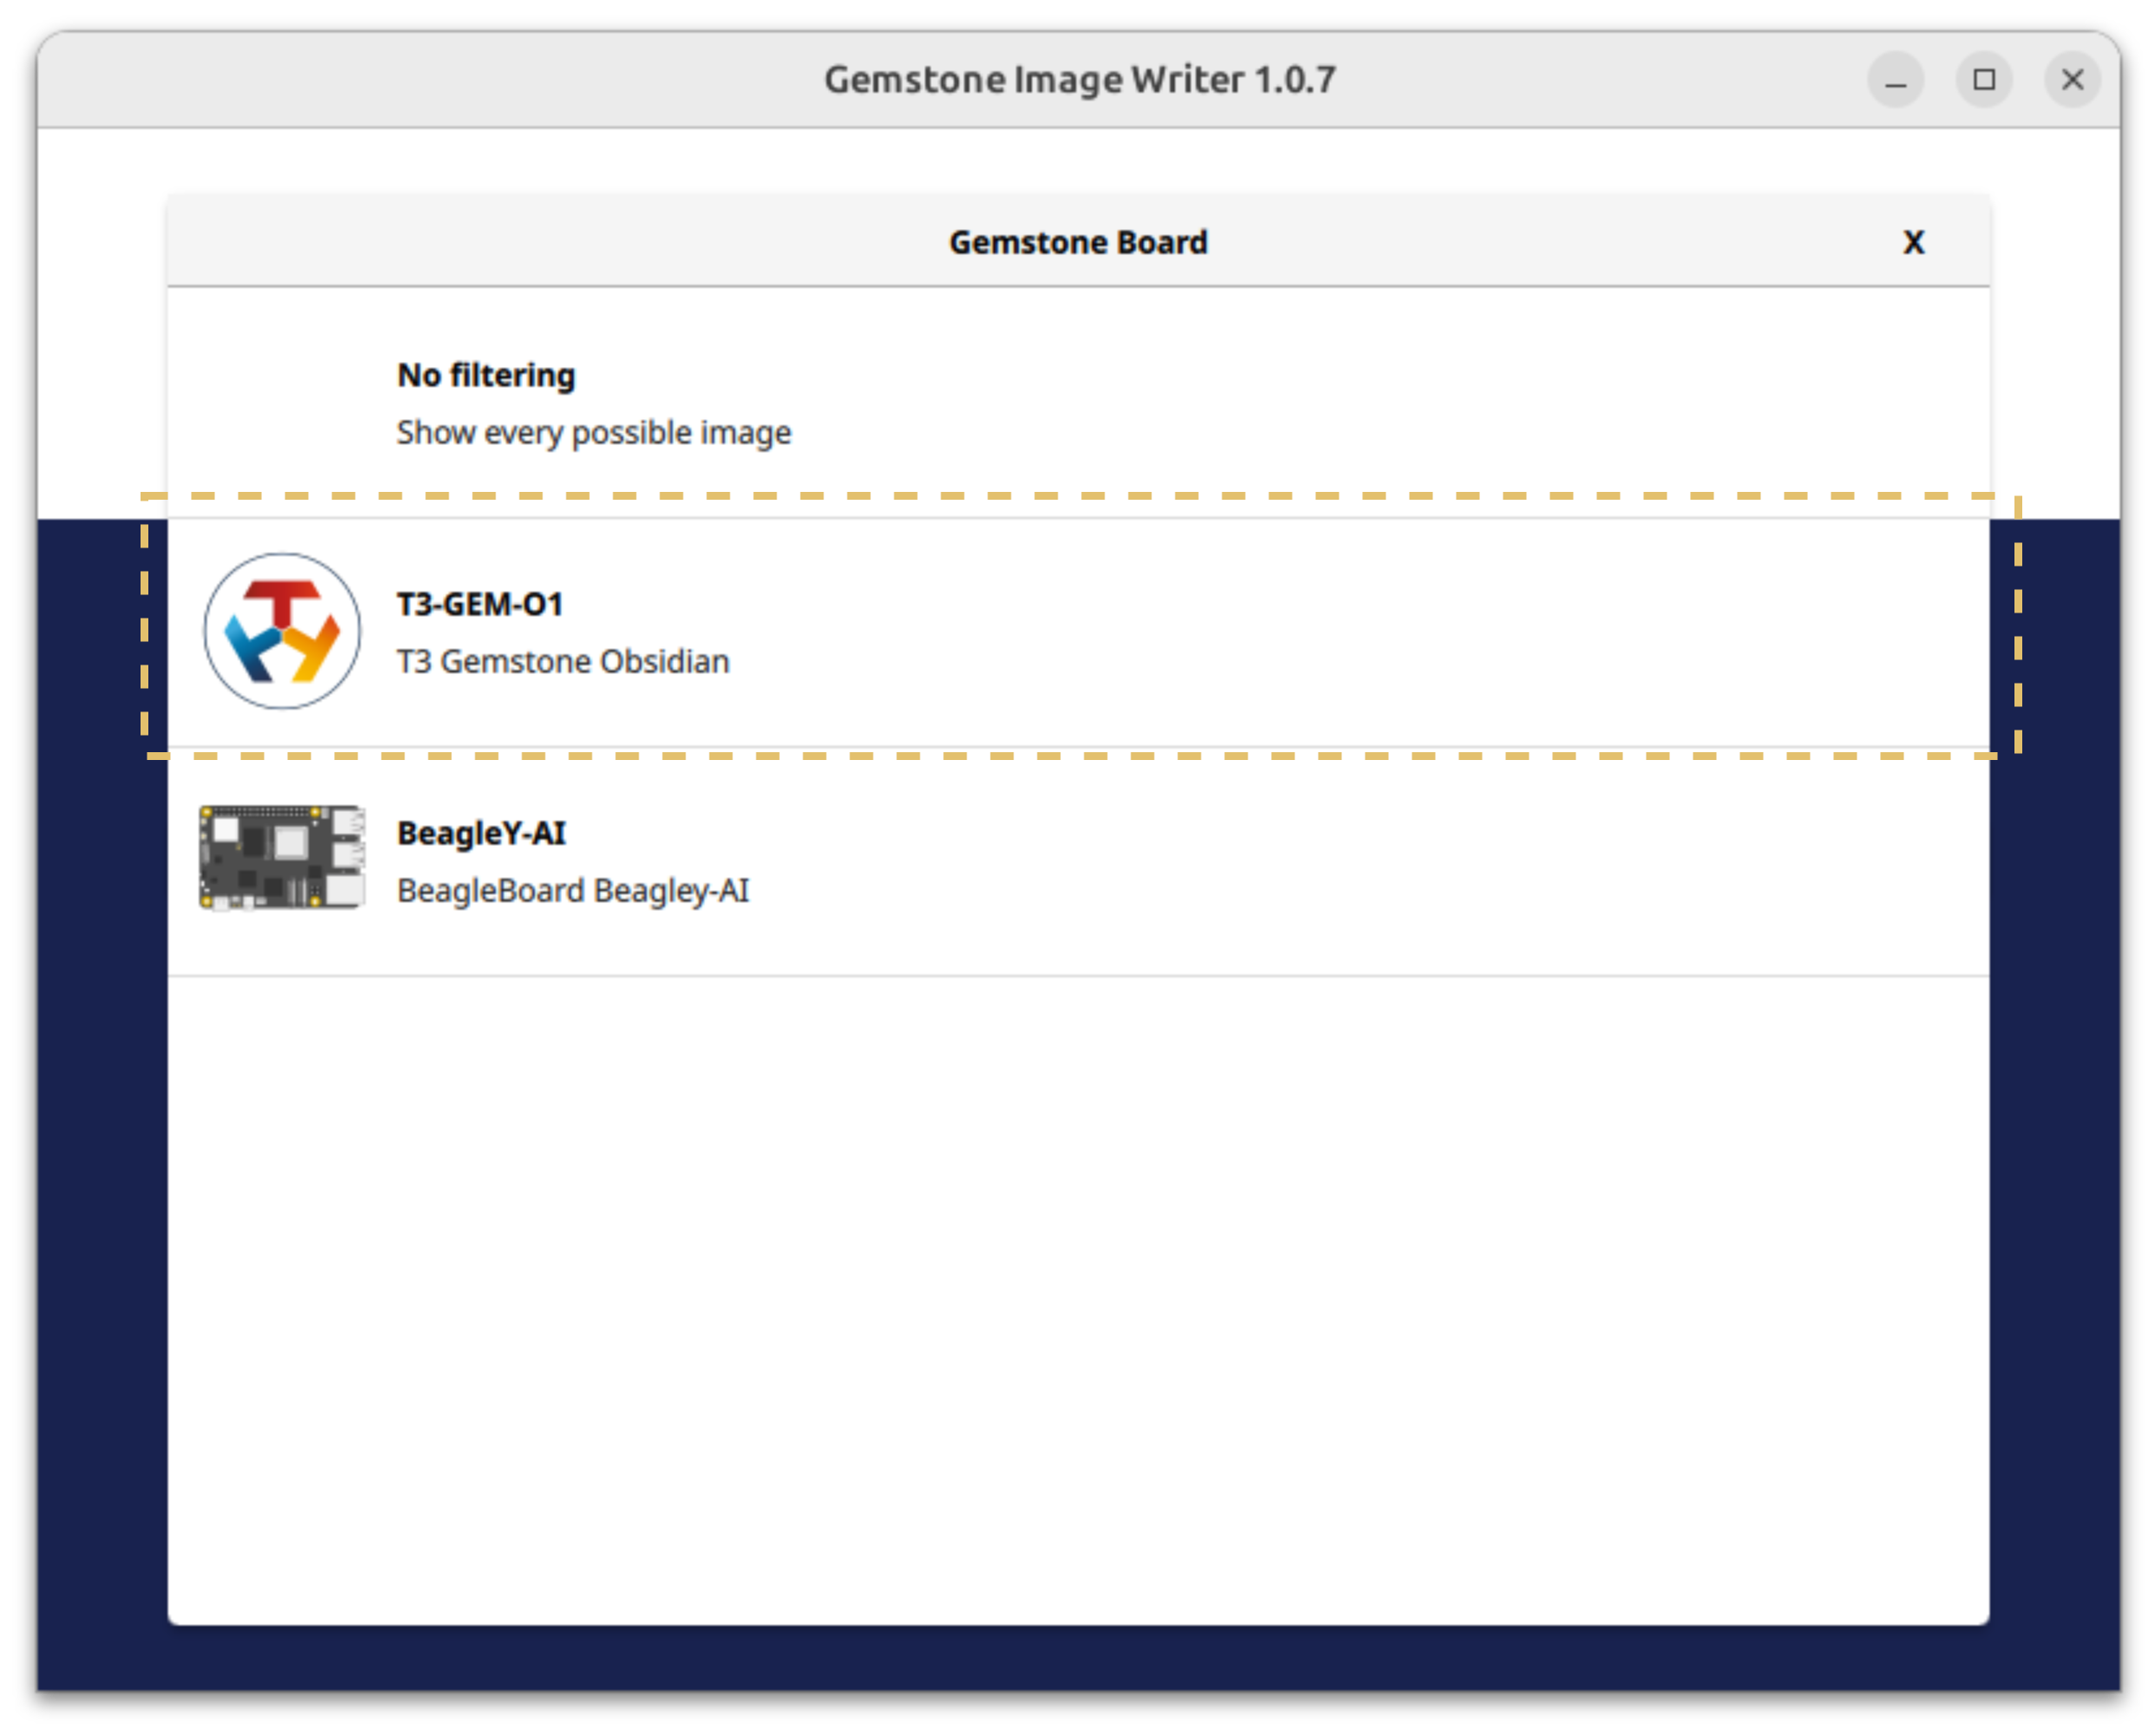 Gemstone Image Writer 1.0.7
Gemstone Board X
No filtering
Show every possible image
T3-GEM-O1
T3 Gemstone Obsidian
BeagleY-AI
BeagleBoard Beagley-AI